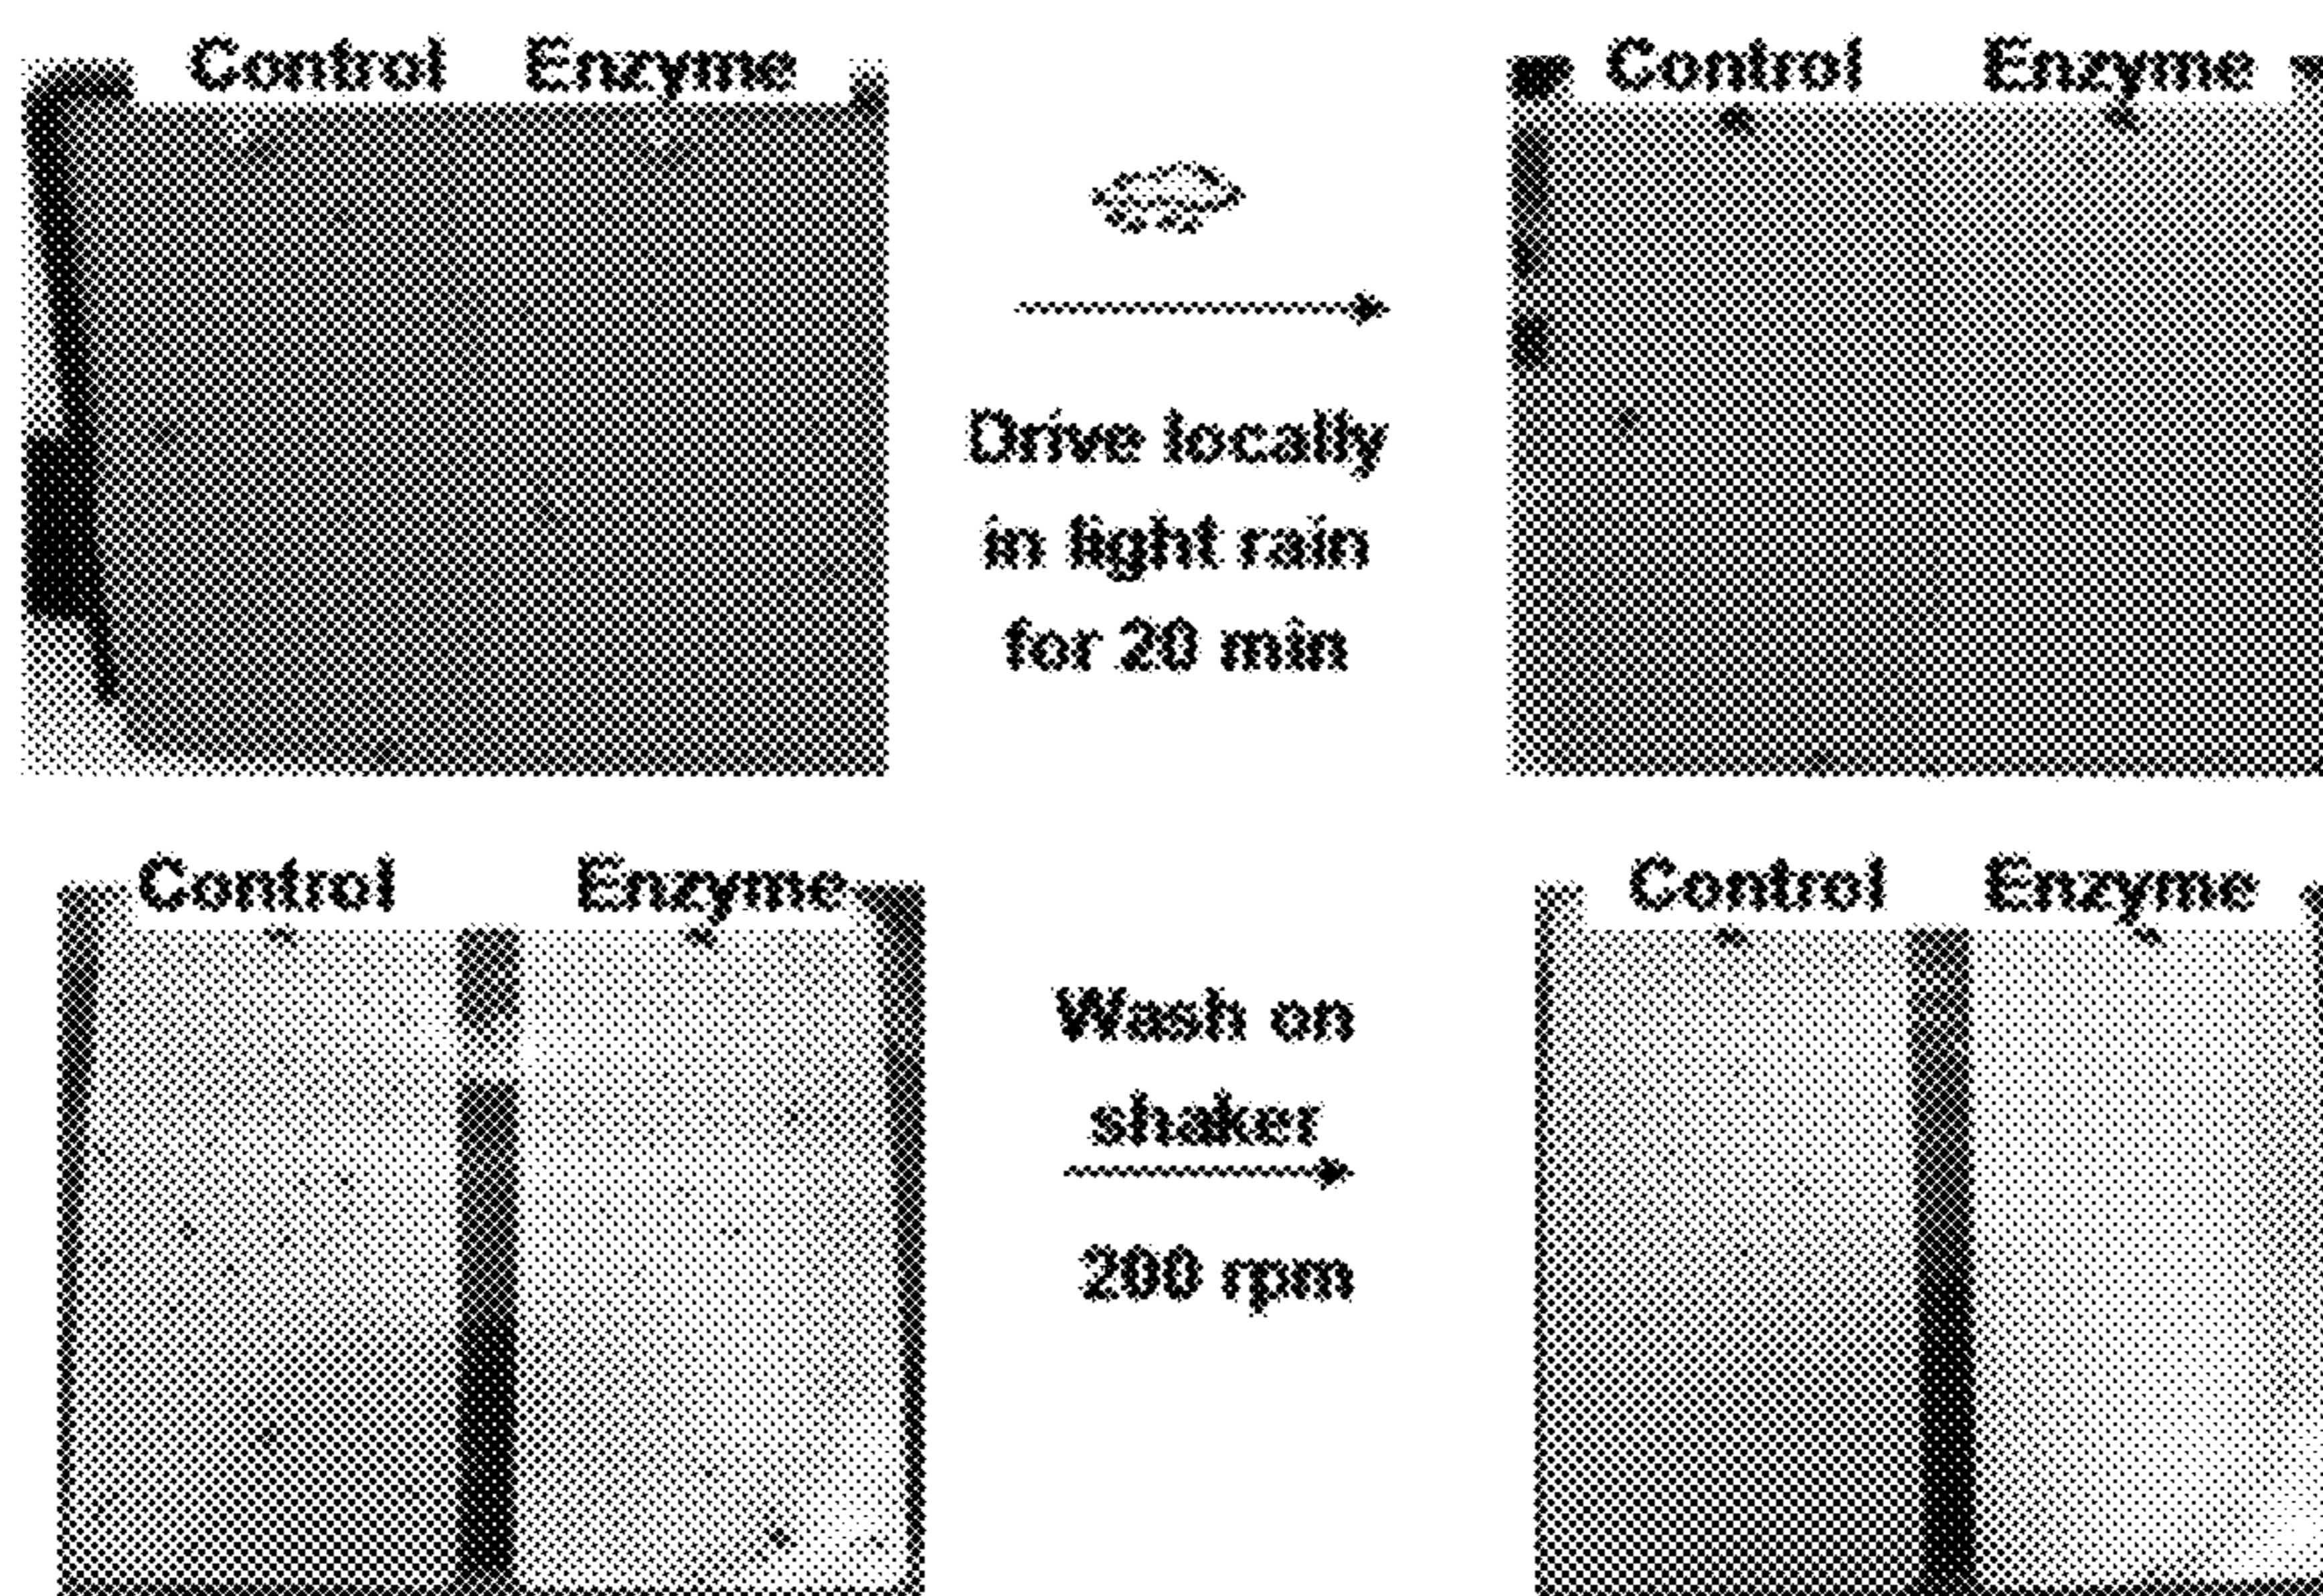 Control Enzyme
Control Enzyme
Drive locally
in light rain
for 20 min
Control Enzyme
Control Enzyme
Wash on
shaker
200 rpm